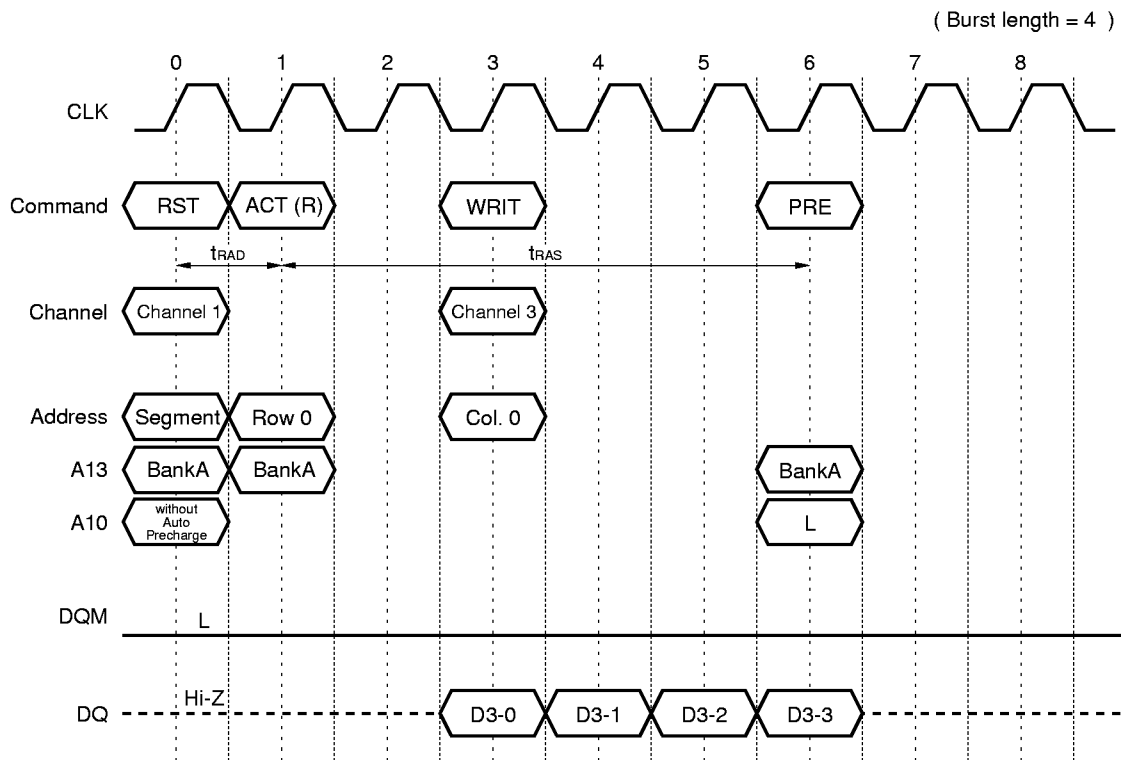 ( Burst length = 4 )
0 1 2 3 4 5 6 7 8
CLK
Command RST ACT (R) WRIT PRE
tRAD tRAS
Channel Channel 1 Channel 3
Address Segment Row 0 Col. 0
A13 BankA BankA BankA
A10 without Auto Precharge L
DQM L
Hi-Z
DQ D3-0 D3-1 D3-2 D3-3